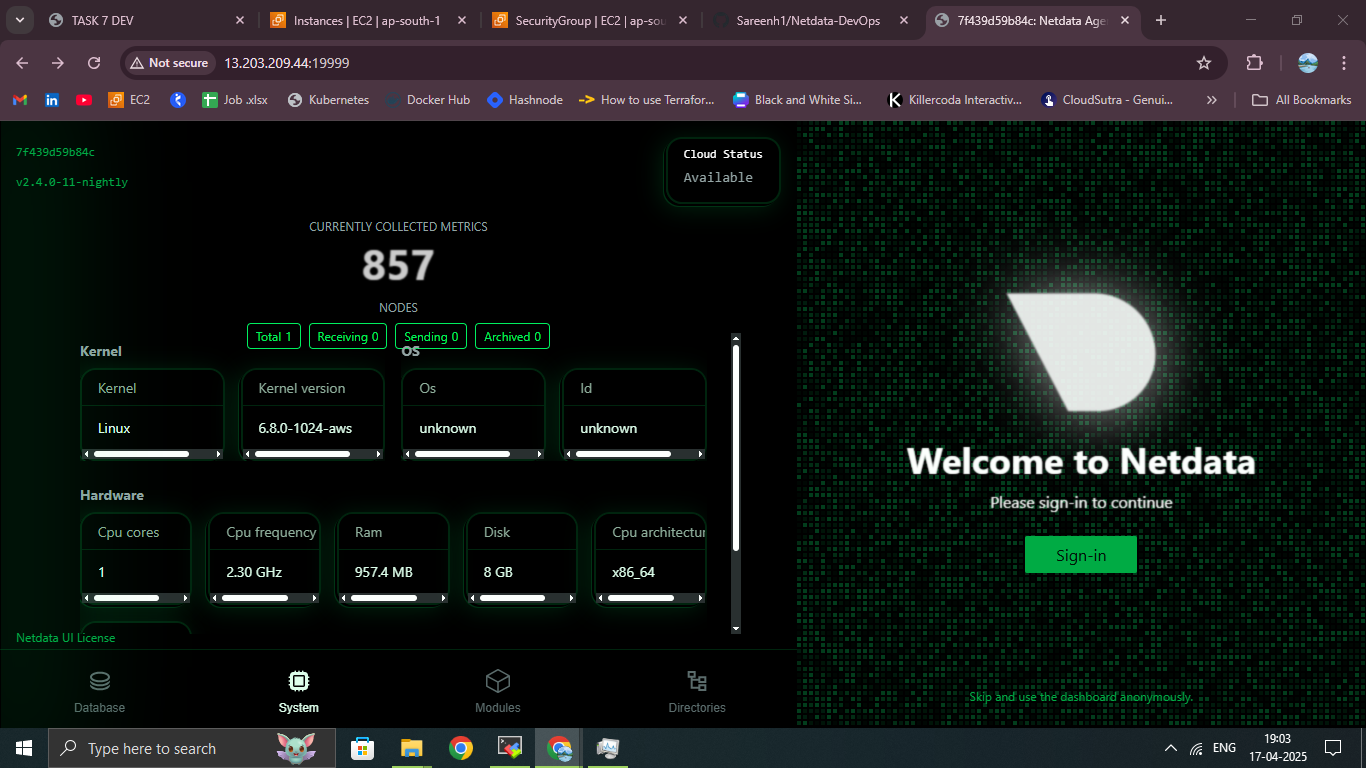 TASK 7 DEV
Instances | EC2 | ap-south-1
SecurityGroup | EC2 | ap-sou
Sareenh1/Netdata-DevOps
7f439d59b84c: Netdata Age
Not secure
13.203.209.44:19999
EC2
Job .xlsx
Kubernetes
Docker Hub
Hashnode
How to use Terrafor...
Black and White Si...
Killercoda Interactiv...
CloudSutra - Genui...
All Bookmarks
7f439d59b84c
v2.4.0-11-nightly
Cloud Status
Available
CURRENTLY COLLECTED METRICS
857
NODES
Total 1 Receiving 0 Sending 0 Archived 0
Kernel
OS
Kernel
Linux
Kernel version
6.8.0-1024-aws
Os
unknown
Id
unknown
Hardware
Cpu cores
1
Cpu frequency
2.30 GHz
Ram
957.4 MB
Disk
8 GB
Cpu architectur
x86_64
Netdata UI License
Database
System
Modules
Directories
Welcome to Netdata
Please sign-in to continue
Sign-in
Skip and use the dashboard anonymously.
Type here to search
ENG
19:03
17-04-2025